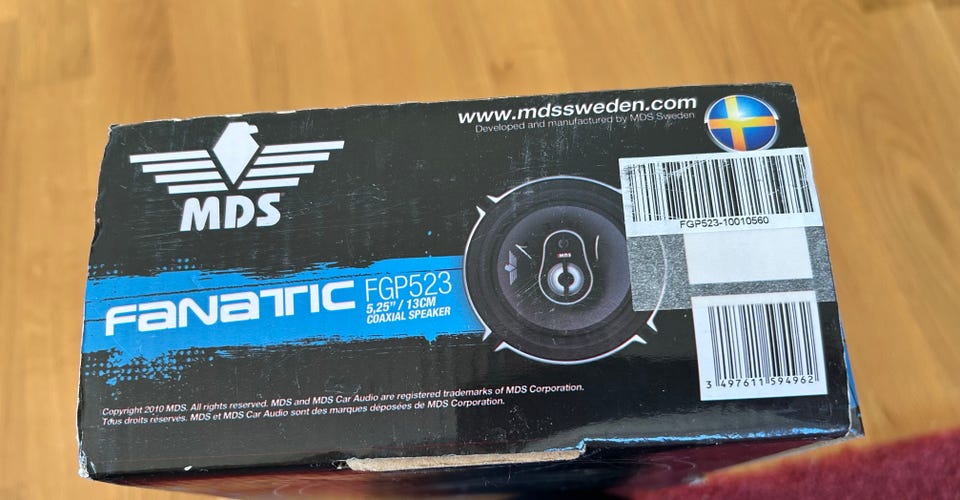 www.mdssweden.com
Developed and manufactured by MDS Sweden
MDS
FGP523-10010560
FANATIC
FGP523
5,25" / 13CM
COAXIAL SPEAKER
MDS
3 497611 594962
Copyright 2010 MDS. All rights reserved. MDS and MDS Car Audio are registered trademarks of MDS Corporation.
Tous droits réservés. MDS et MDS Car Audio sont des marques déposées de MDS Corporation.